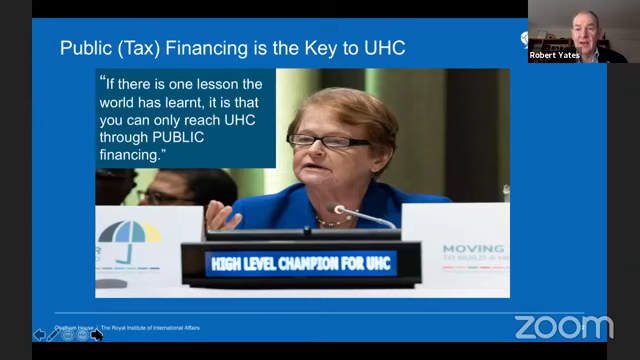 Public (Tax) Financing is the Key to UHC
Robert Yates
“If there is one lesson the
world has learnt, it is that
you can only reach UHC
through PUBLIC
financing.”
HIGH LEVEL CHAMPION FOR UHC
MOVING
Chatham House | The Royal Institute of International Affairs
zoom